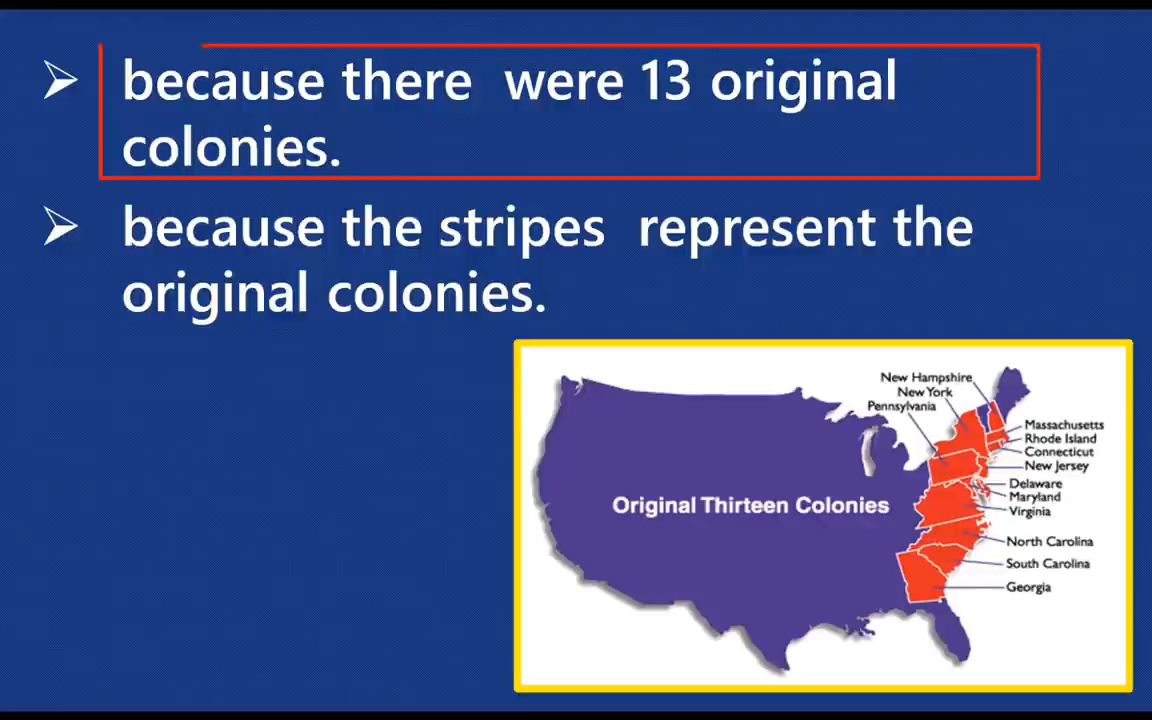 because there were 13 original
colonies.
because the stripes represent the
original colonies.
New Hampshire
New York
Pennsylvania
Massachusetts
Rhode Island
Connecticut
New Jersey
Delaware
Maryland
Virginia
Original Thirteen Colonies
North Carolina
South Carolina
Georgia